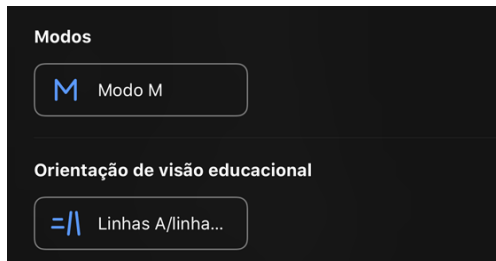 Modos
Modo M
Orientação de visão educacional
Linhas A/linha...